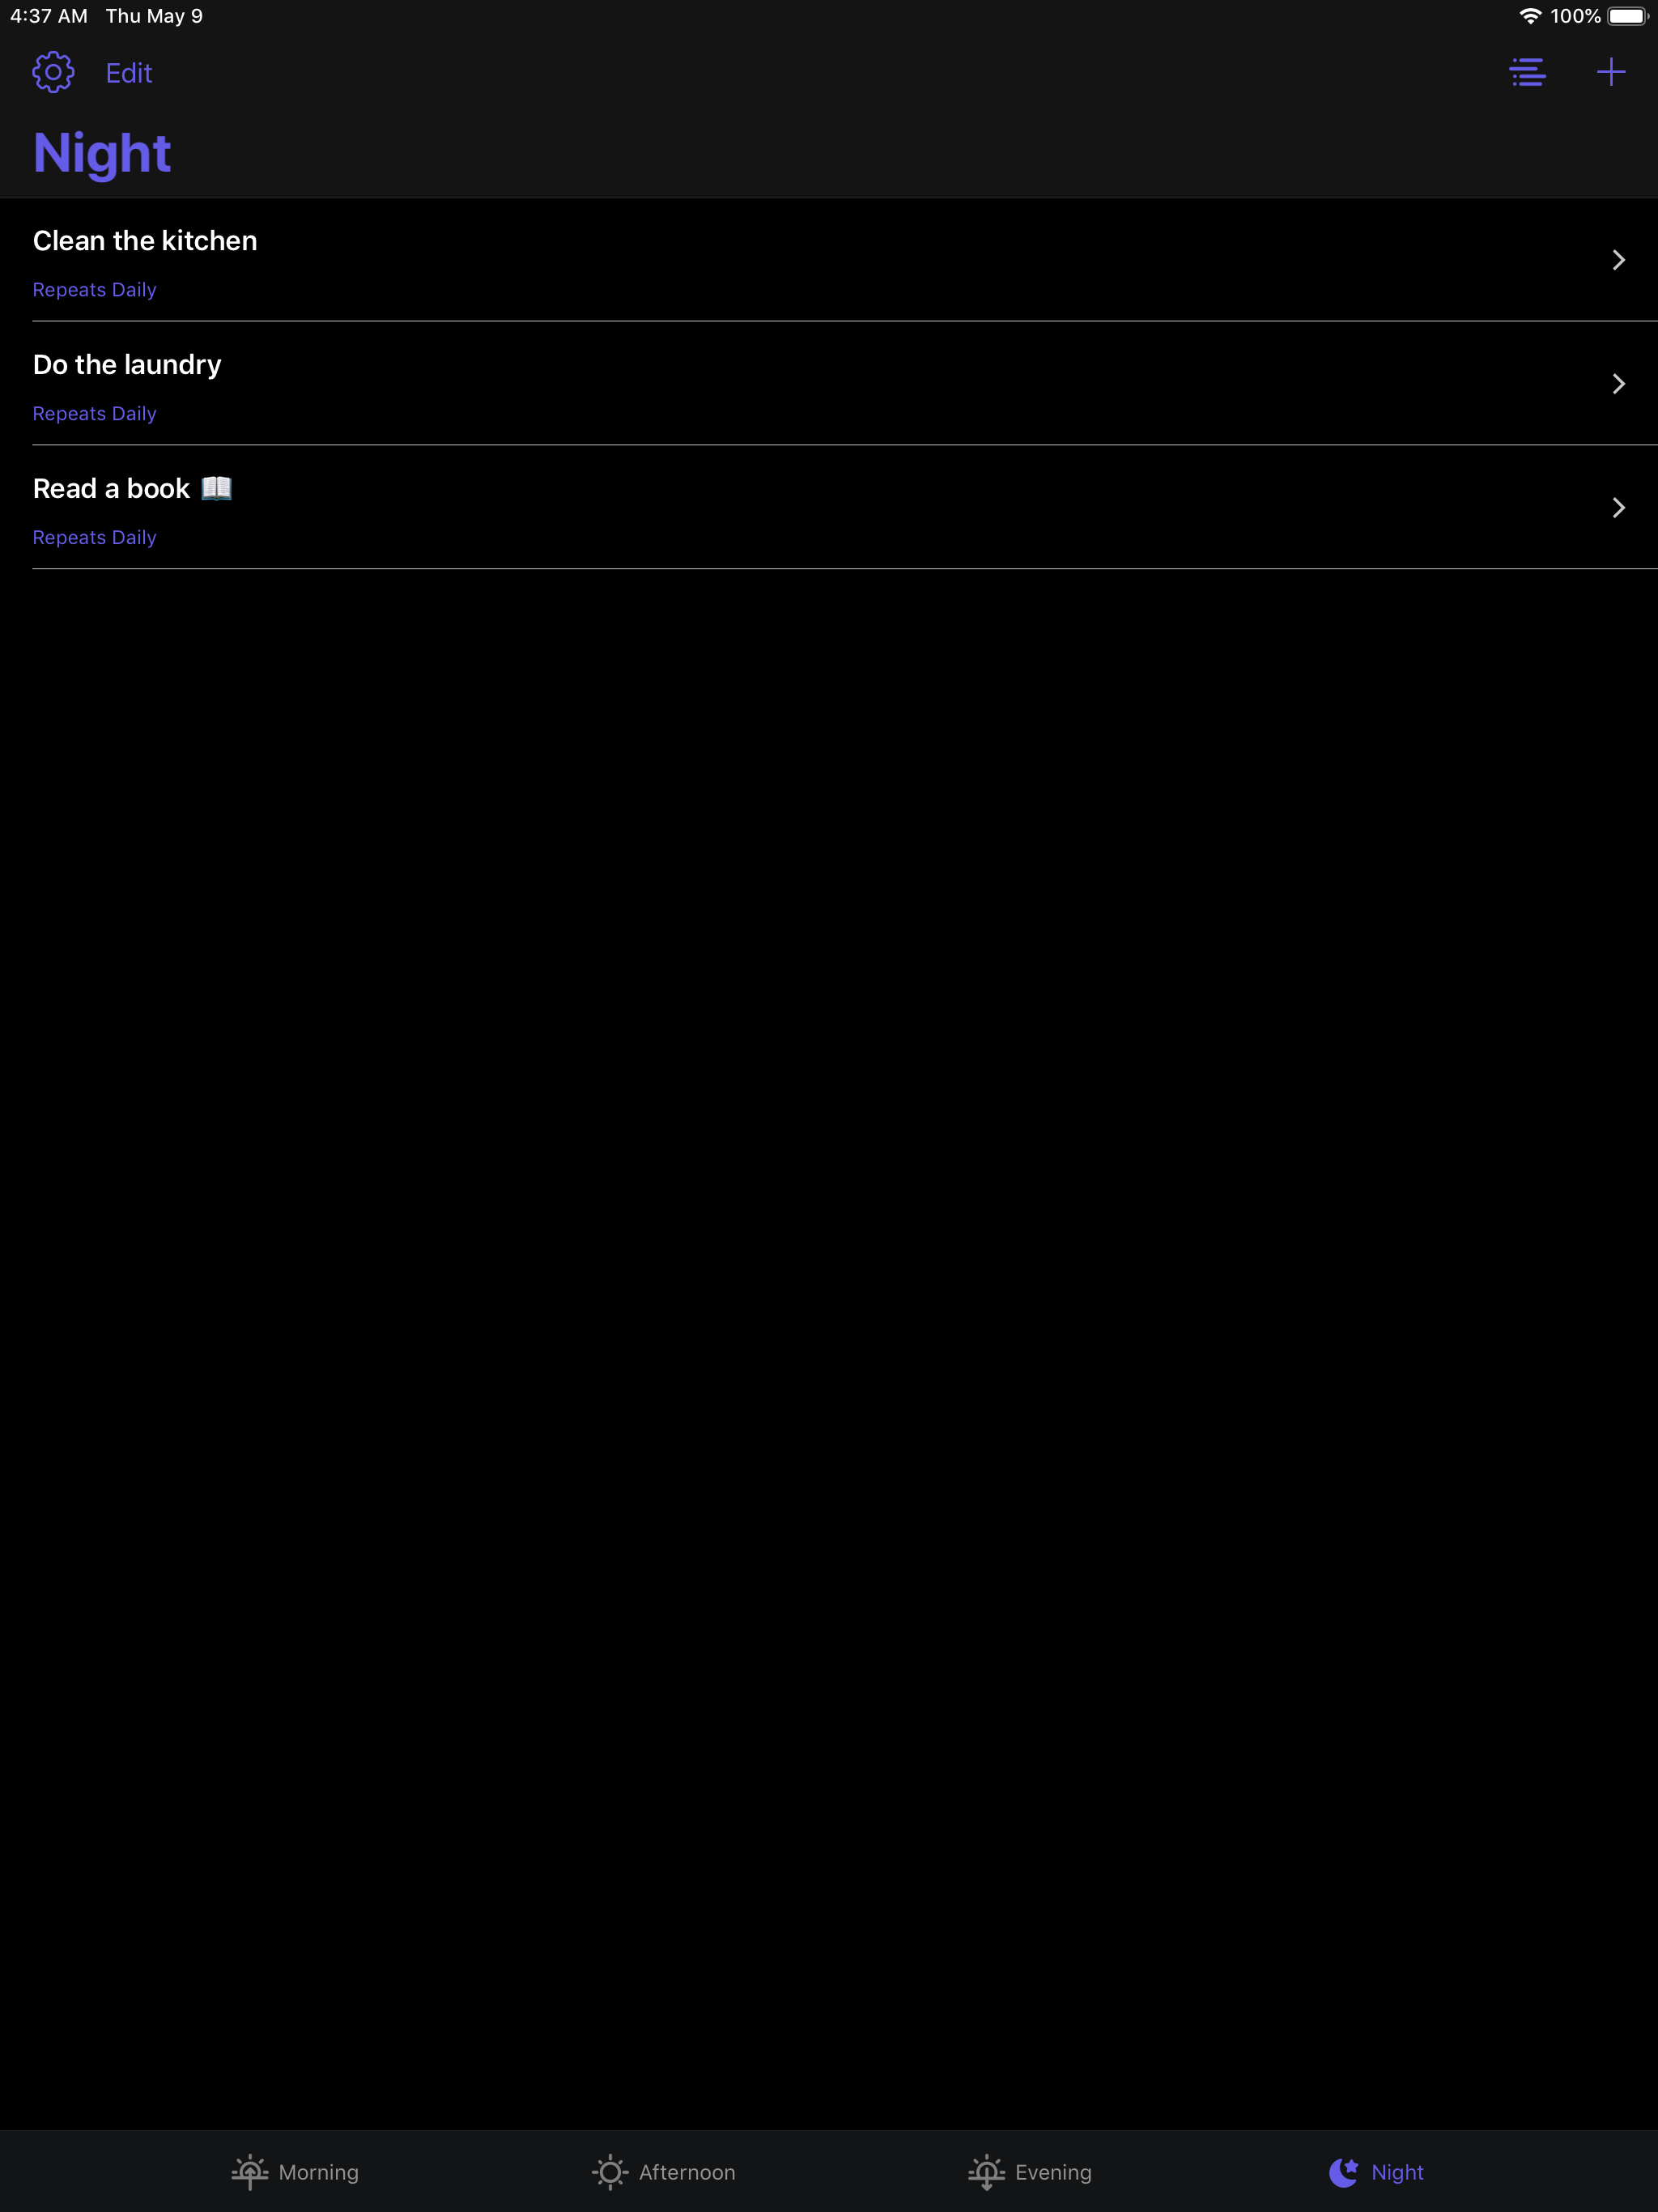 4:37 AM Thu May 9 100%
Edit
Night
Clean the kitchen
Repeats Daily
Do the laundry
Repeats Daily
Read a book 📖
Repeats Daily
Morning Afternoon Evening Night